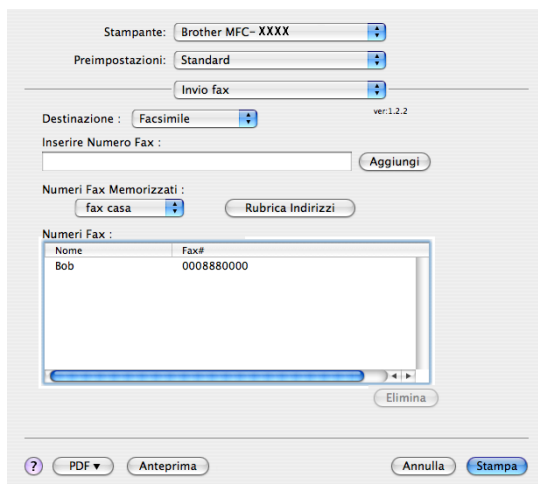 Stampante: Brother MFC-XXXX
Preimpostazioni: Standard
Invio fax
Destinazione : Facsimile ver:1.2.2
Inserire Numero Fax :
Aggiungi
Numeri Fax Memorizzati :
fax casa Rubrica Indirizzi
Numeri Fax :
Nome Fax#
Bob 0008880000
Elimina
? PDF▼ Anteprima Annulla Stampa